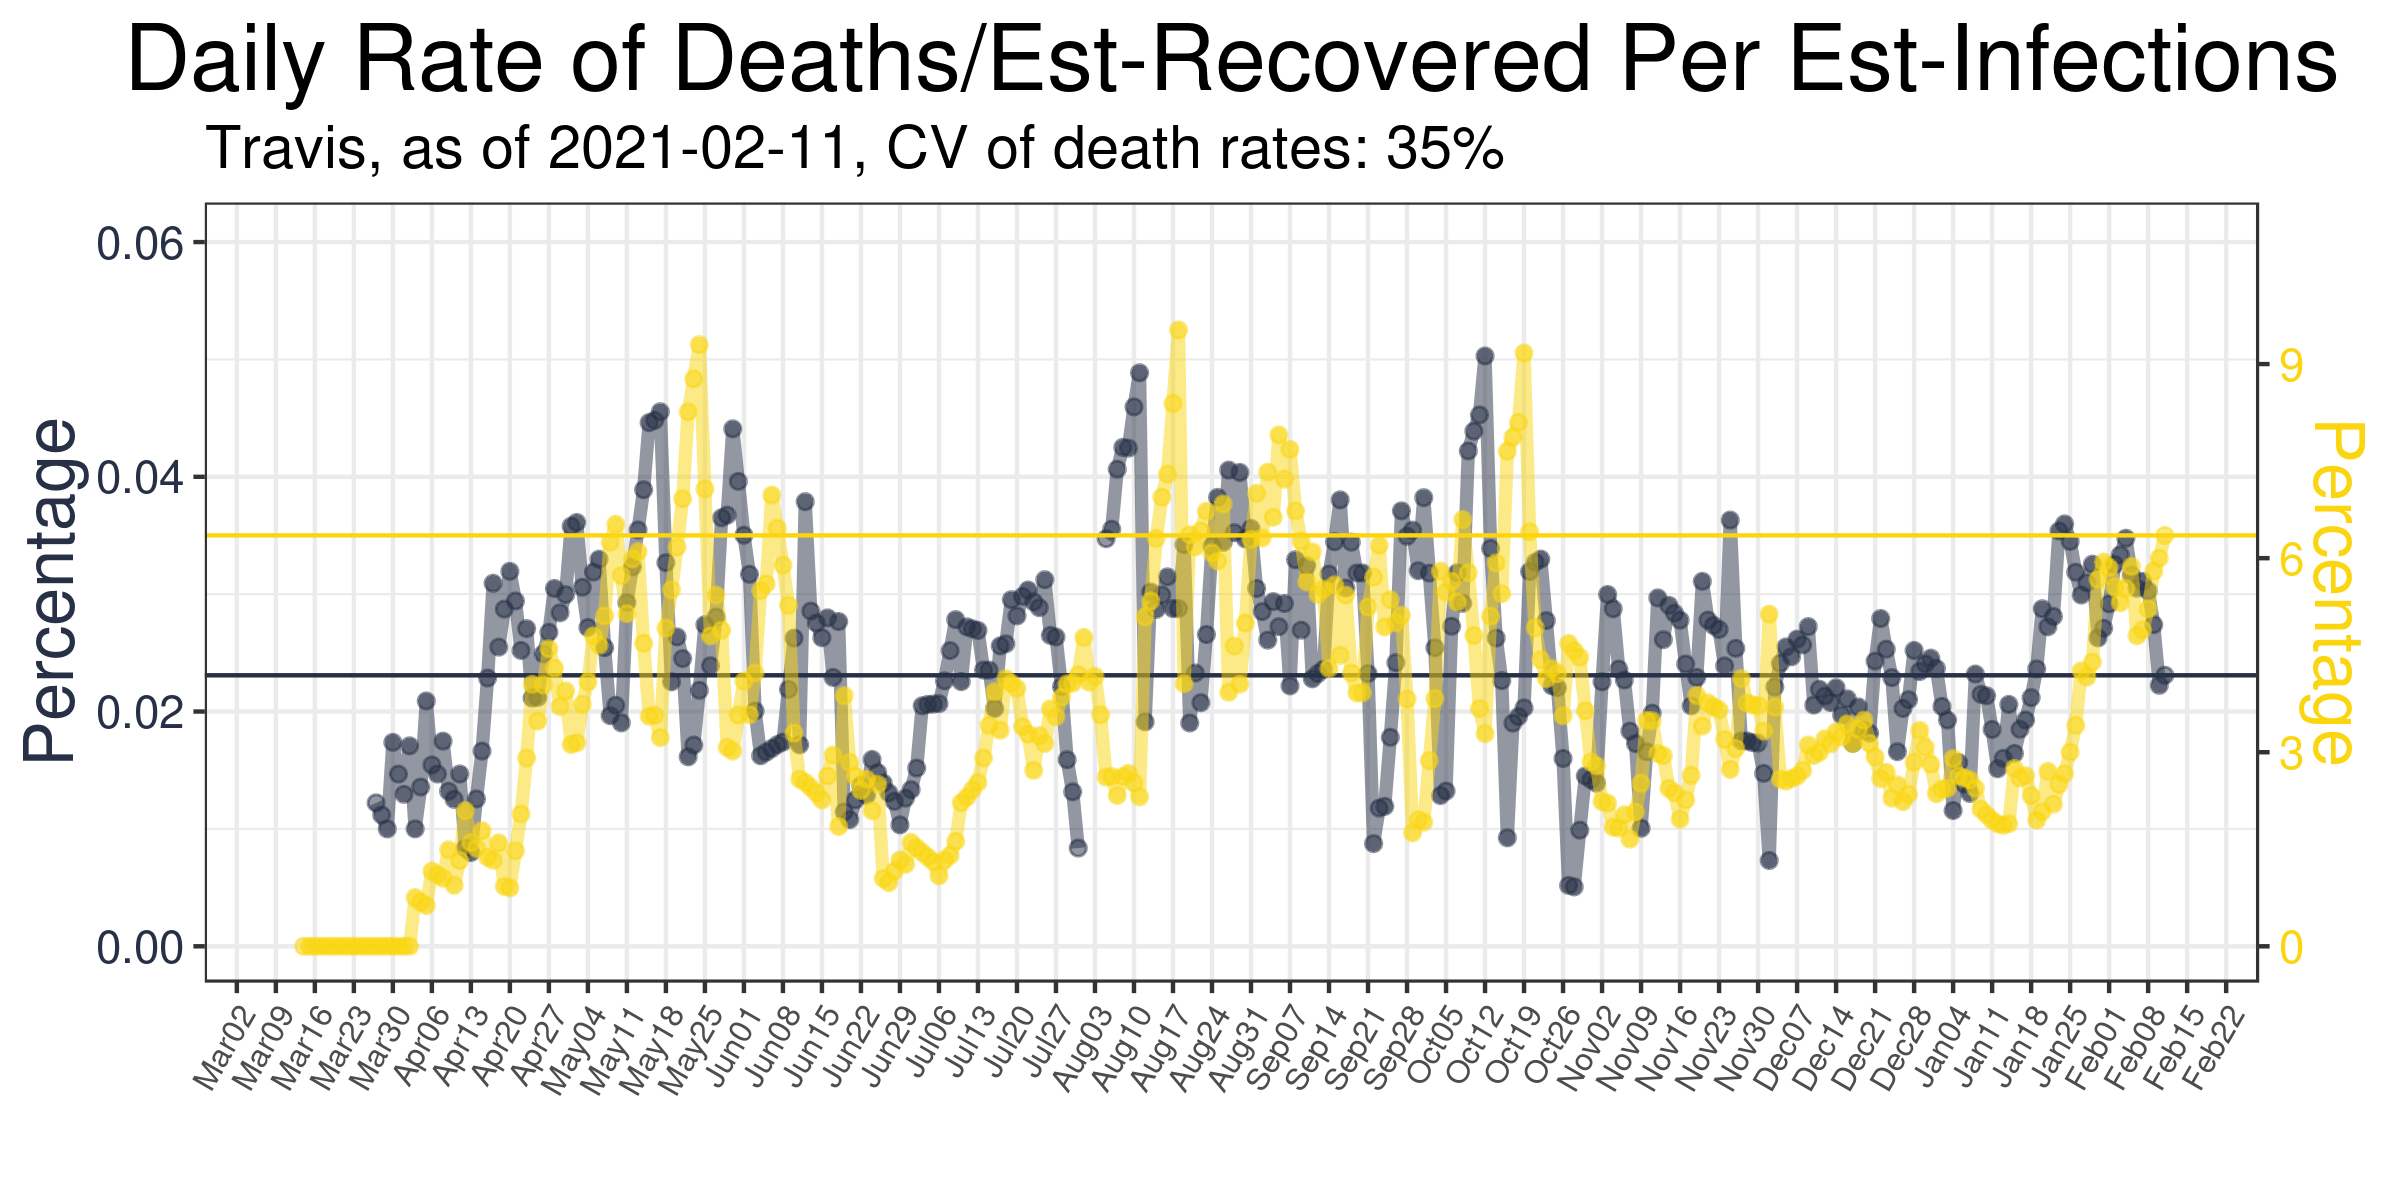 Daily Rate of Deaths/Est-Recovered Per Est-Infections
Travis, as of 2021-02-11, CV of death rates: 35%
Percentage
0.06
0.04
0.02
0.00
9
6
3
0
Percentage
Mar02 Mar09 Mar16 Mar23 Mar30 Apr06 Apr13 Apr20 Apr27 May04 May11 May18 May25 Jun01 Jun08 Jun15 Jun22 Jun29 Jul06 Jul13 Jul20 Jul27 Aug03 Aug10 Aug17 Aug24 Aug31 Sep07 Sep14 Sep21 Sep28 Oct05 Oct12 Oct19 Oct26 Nov02 Nov09 Nov16 Nov23 Nov30 Dec07 Dec14 Dec21 Dec28 Jan04 Jan11 Jan18 Jan25 Feb01 Feb08 Feb15 Feb22